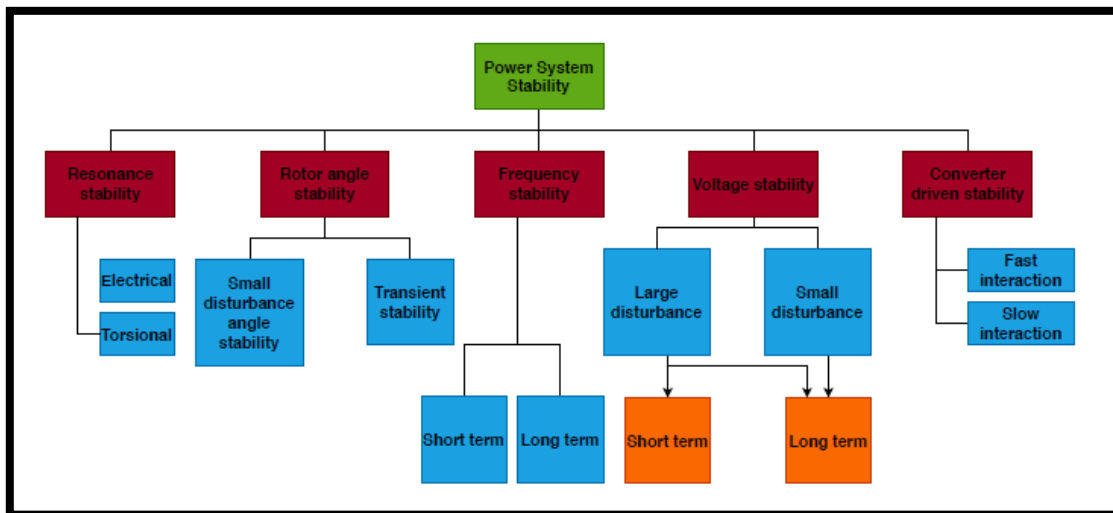 Power System
Stability
Resonance
stability
Rotor angle
stability
Frequency
stability
Voltage stability
Converter
driven stability
Electrical
Torsional
Small
disturbance
angle
stability
Transient
stability
Large
disturbance
Small
disturbance
Fast
interaction
Slow
interaction
Short term
Long term
Short term
Long term